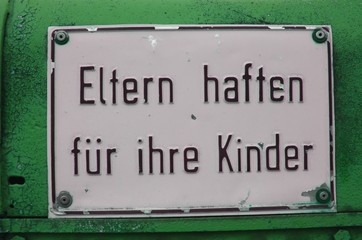 Eltern haften
für ihre Kinder